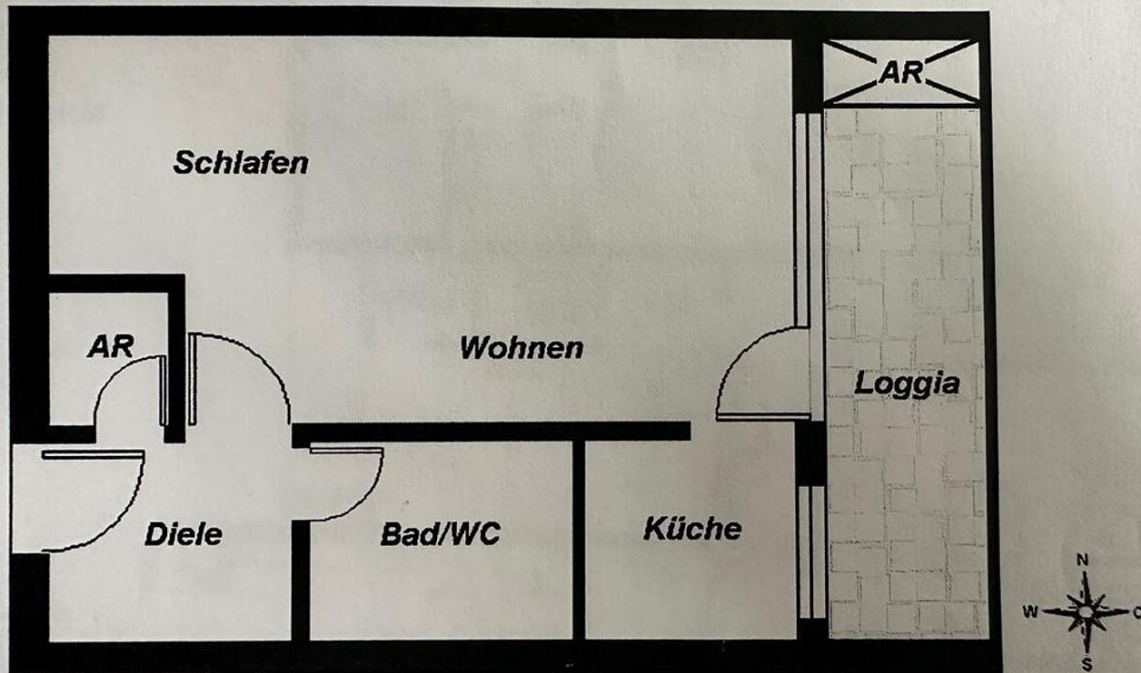 AR
Schlafen
AR
Wohnen
Loggia
Diele
Bad/WC
Küche
N
W
O
S